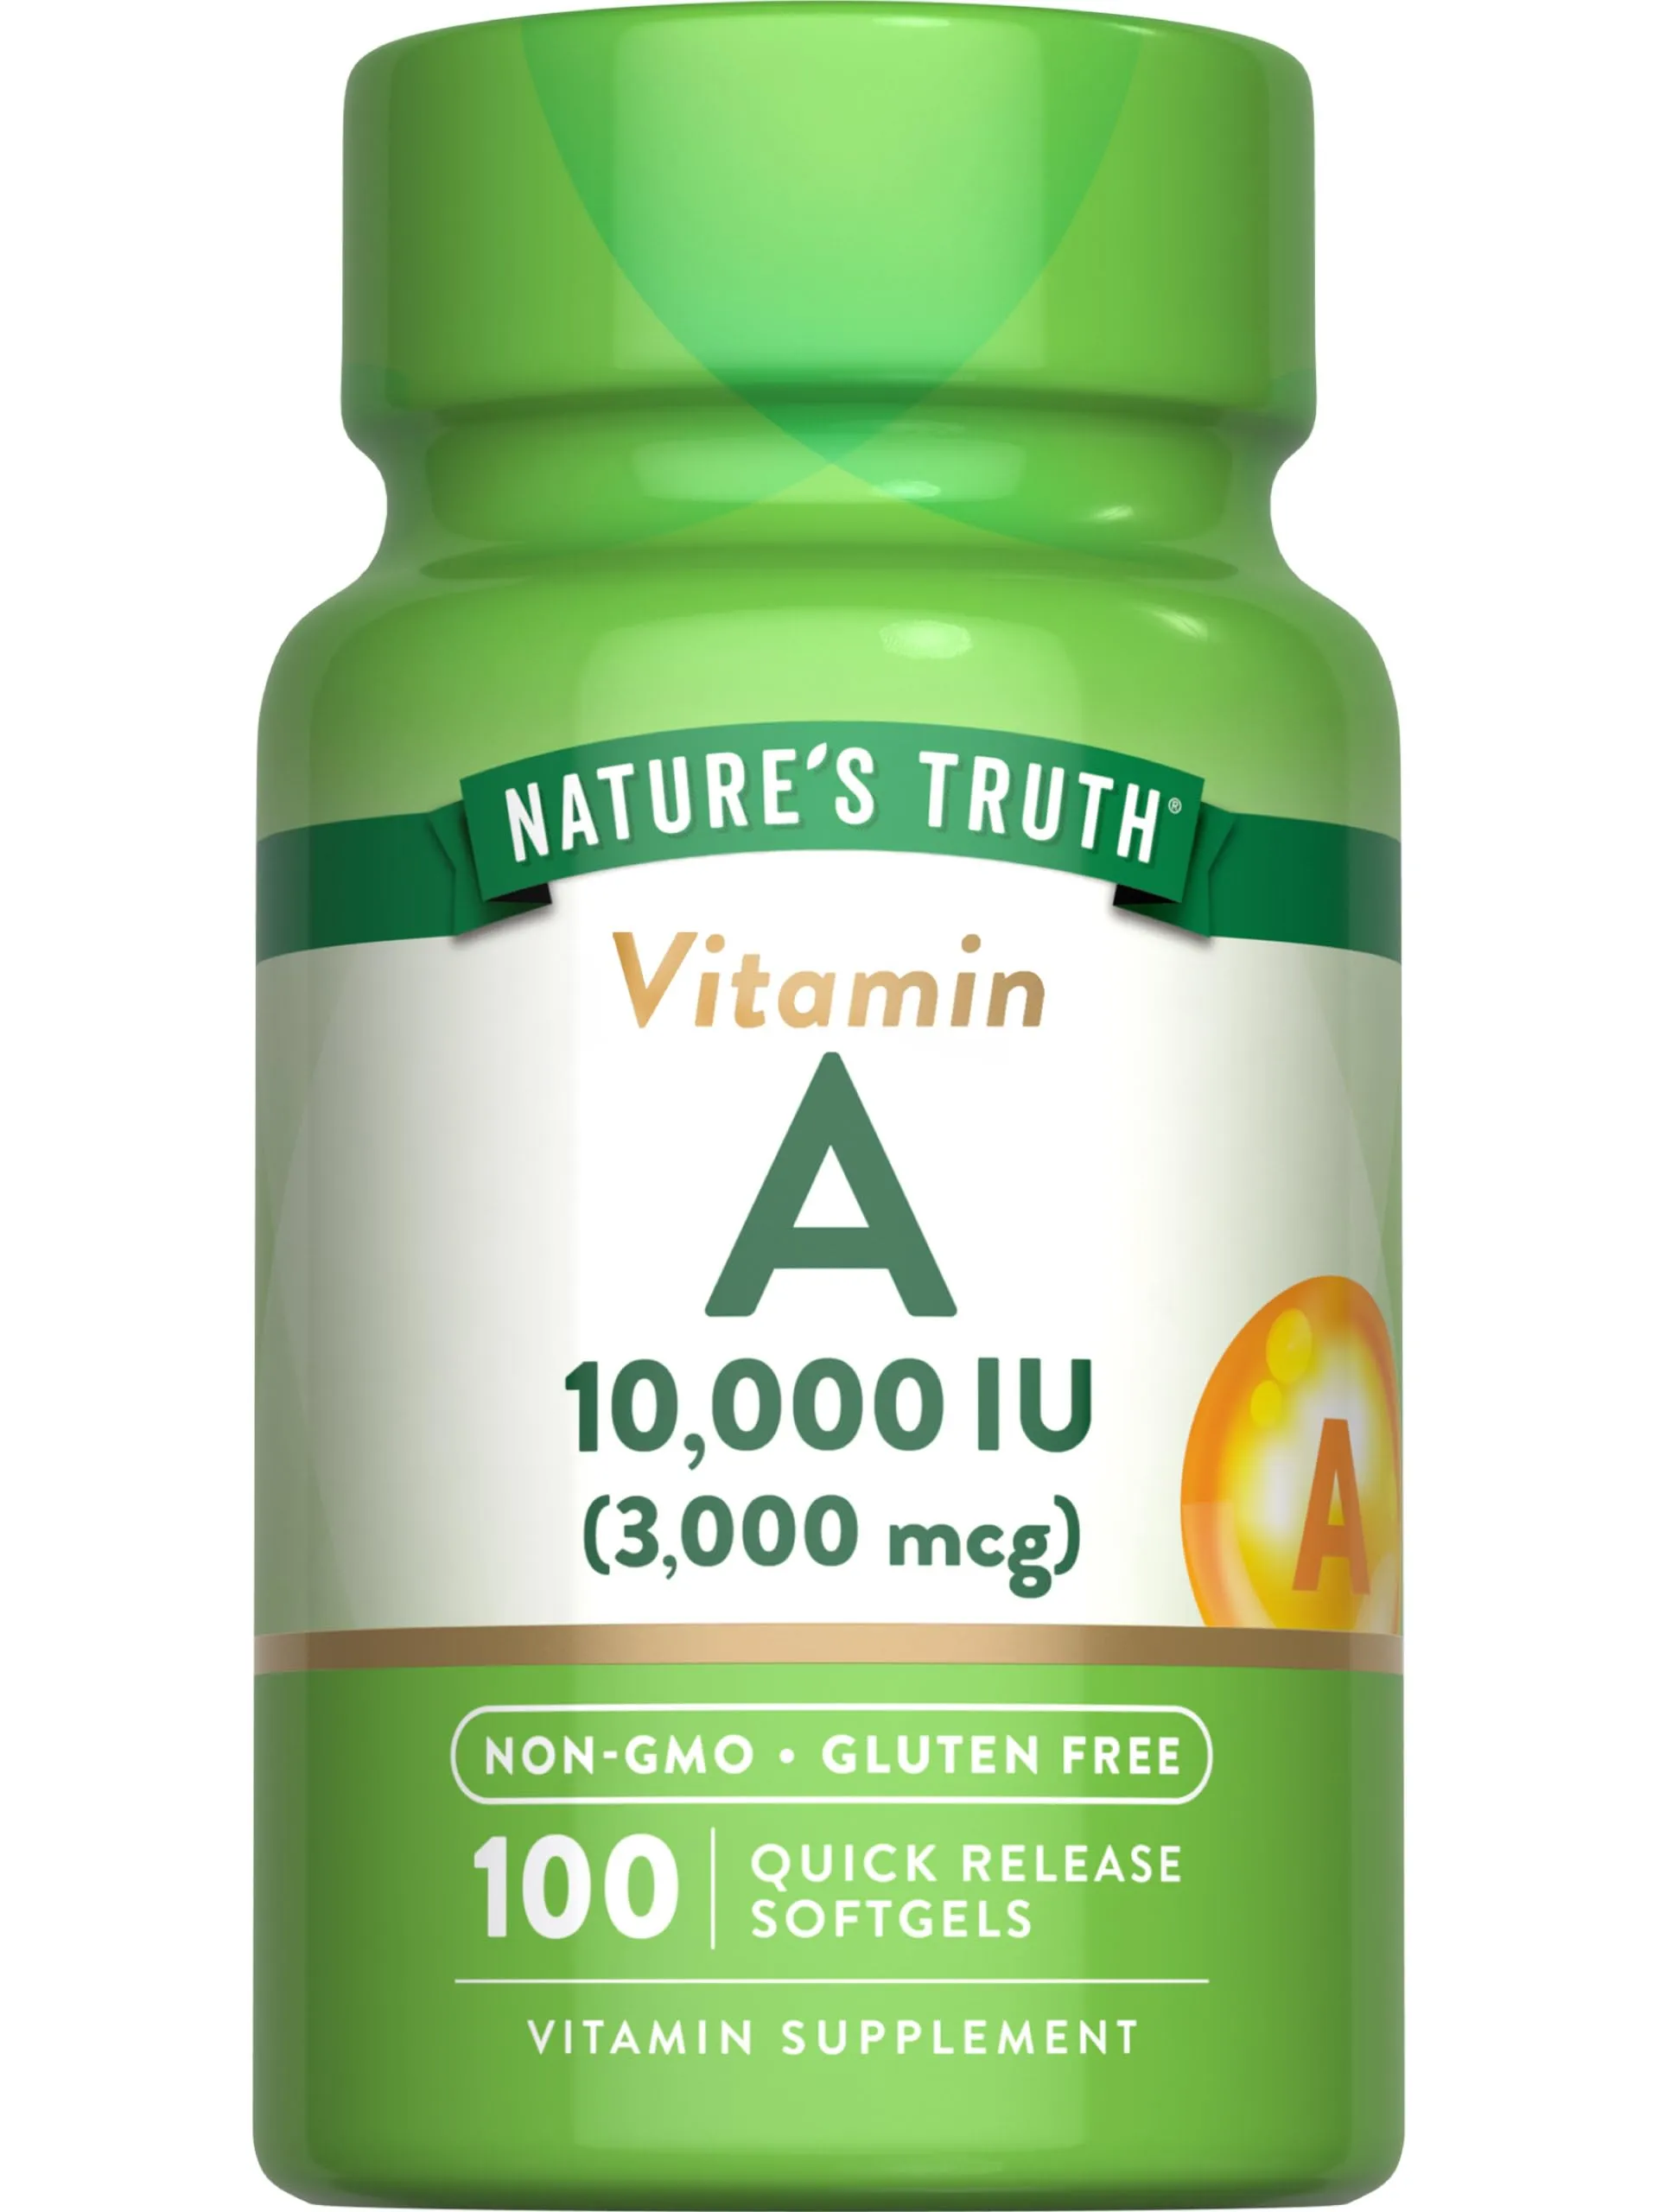 NATURE'S TRUTH®
Vitamin
A
10,000 IU
(3,000 mcg)
A
NON-GMO • GLUTEN FREE
100
QUICK RELEASE
SOFTGELS
VITAMIN SUPPLEMENT